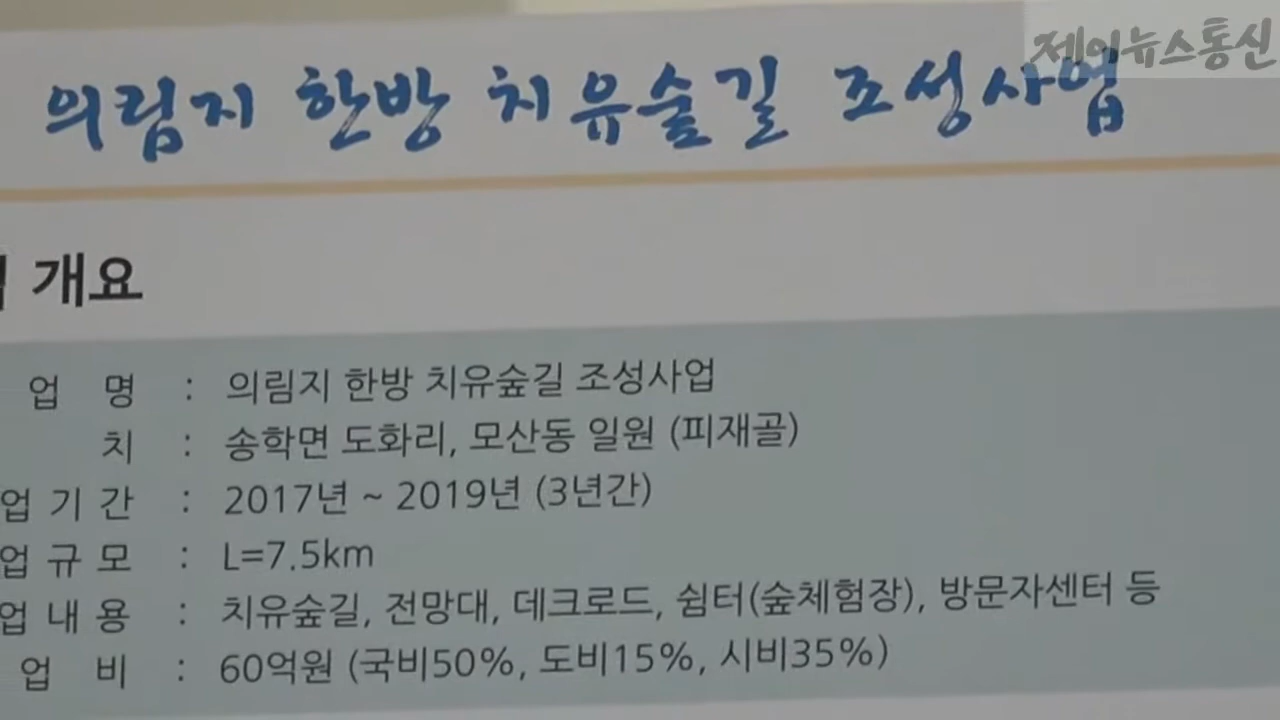 제이뉴스통신
의림지 한방 치유숲길 조성사업
개요
업 명 : 의림지 한방 치유숲길 조성사업
치 : 송학면 도화리, 모산동 일원 (피재골)
업 기 간 : 2017년 ~ 2019년 (3년간)
업 규 모 : L=7.5km
업 내 용 : 치유숲길, 전망대, 데크로드, 쉼터(숲체험장), 방문자센터 등
업 비 : 60억원 (국비50%, 도비15%, 시비35%)